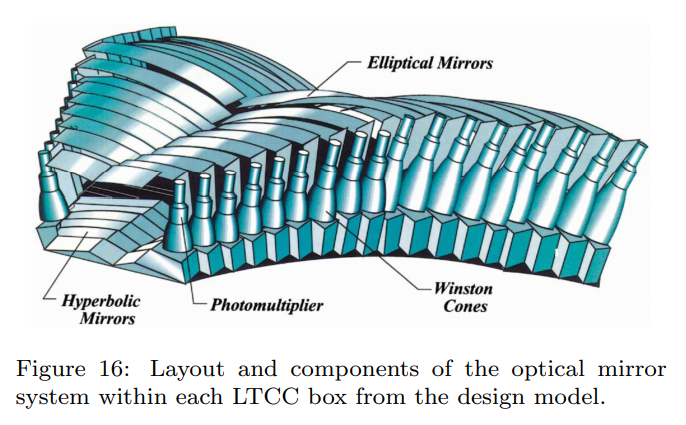 Elliptical Mirrors
Hyperbolic
Mirrors
Photomultiplier
Winston
Cones
Figure 16: Layout and components of the optical mirror
system within each LTCC box from the design model.